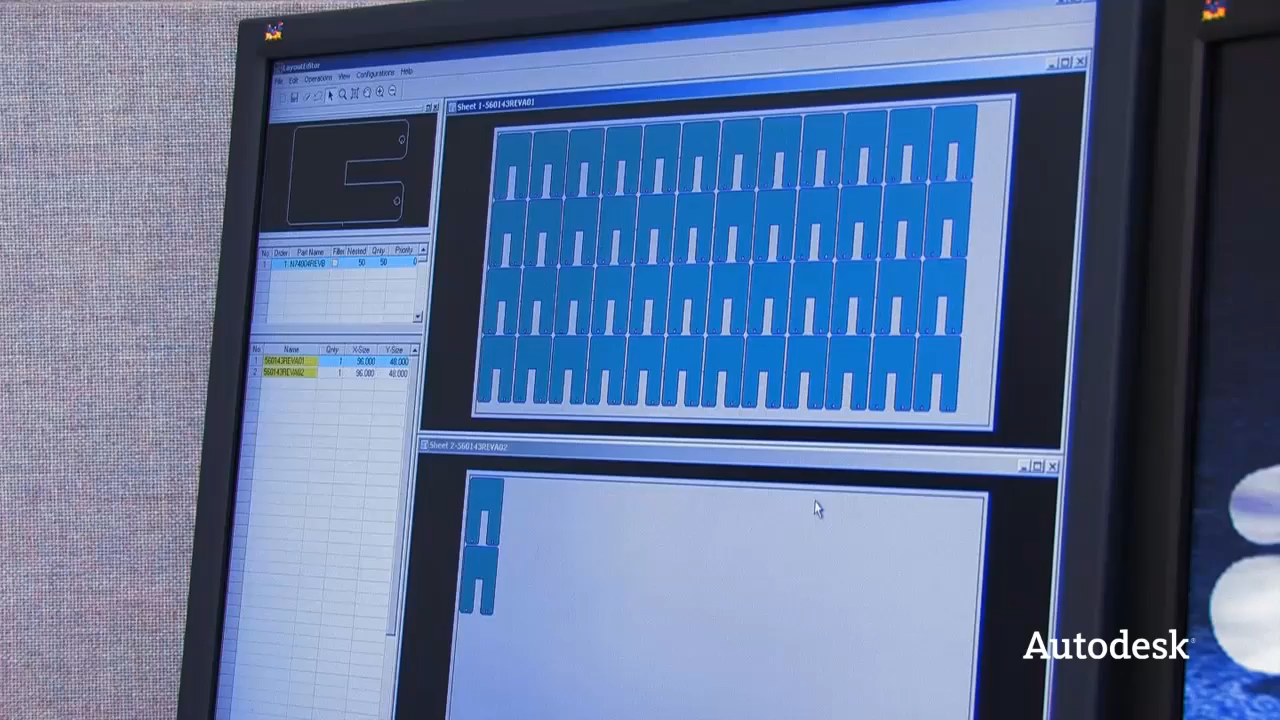 LayoutEditor
File Edit Operations View Configurations Help
Sheet 1-560143REVA01
No. Order Part Name Filler Nested Qnty Priority
1 1 N74004REVB 50 50 0
No. Name Qnty X-Size Y-Size
1 560143REVA01 1 96.000 48.000
2 560143REVA02 1 96.000 48.000
Sheet 2-560143REVA02
Autodesk